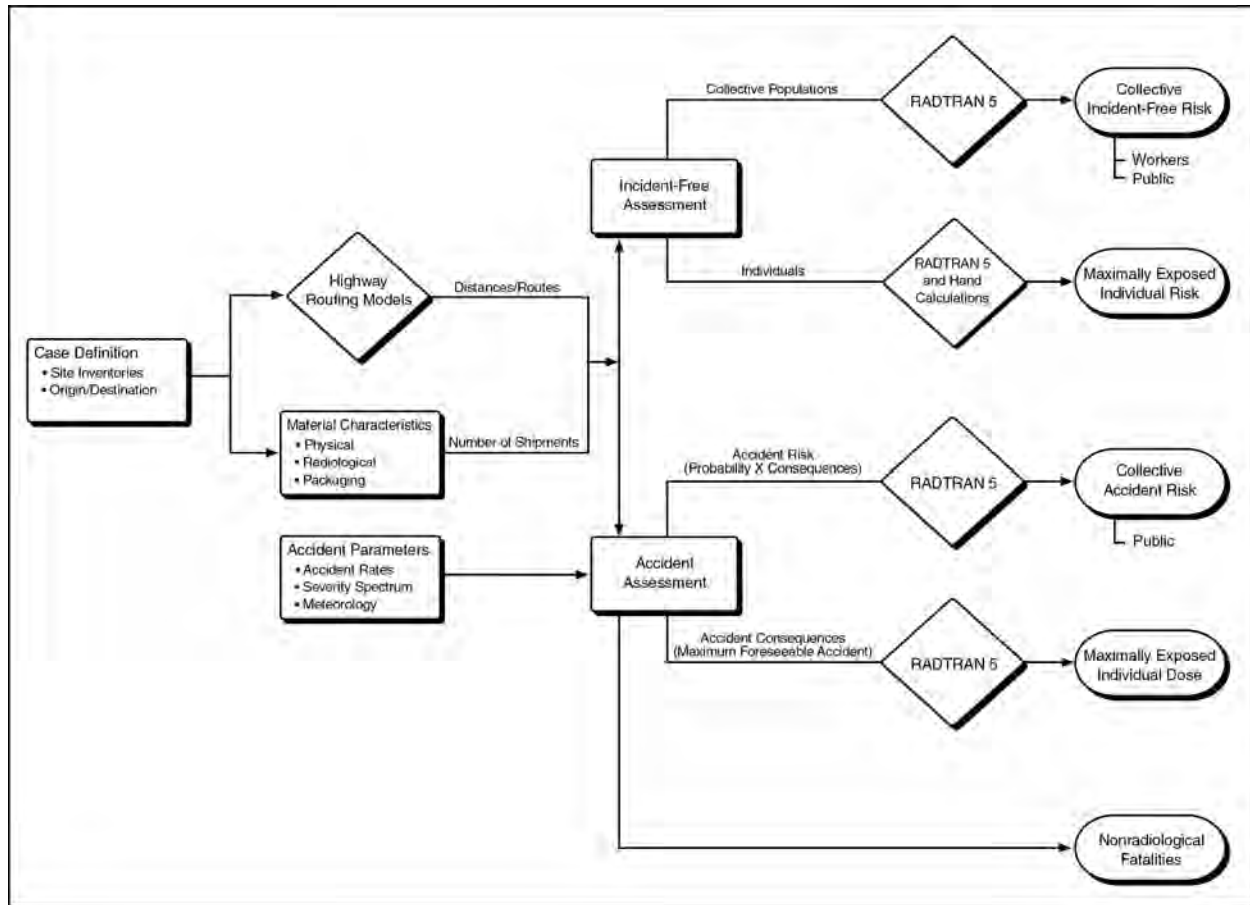 Collective Populations
RADTRAN 5
Collective
Incident-Free Risk
Workers
Public
Incident-Free
Assessment
Individuals
RADTRAN 5
and Hand
Calculations
Maximally Exposed
Individual Risk
Highway
Routing Models
Distances/Routes
Case Definition
• Site Inventories
• Origin/Destination
Material Characteristics
• Physical
• Radiological
• Packaging
Number of Shipments
Accident Risk
(Probability X Consequences)
RADTRAN 5
Collective
Accident Risk
Public
Accident Parameters
• Accident Rates
• Severity Spectrum
• Meteorology
Accident
Assessment
Accident Consequences
(Maximum Foreseeable Accident)
RADTRAN 5
Maximally Exposed
Individual Dose
Nonradiological
Fatalities